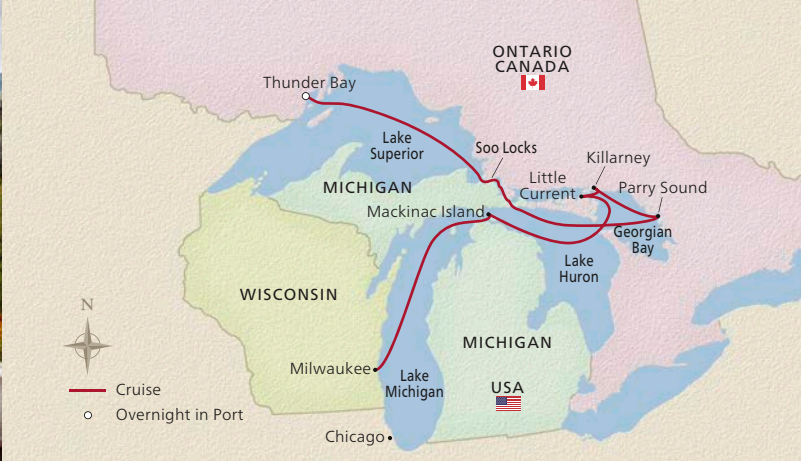 ONTARIO
CANADA
Thunder Bay
Lake
Superior
Soo Locks
Killarney
Little
Current
Parry Sound
MICHIGAN
Mackinac Island
Georgian
Bay
Lake
Huron
WISCONSIN
N
MICHIGAN
Milwaukee
Lake
Michigan
USA
Cruise
Overnight in Port
Chicago